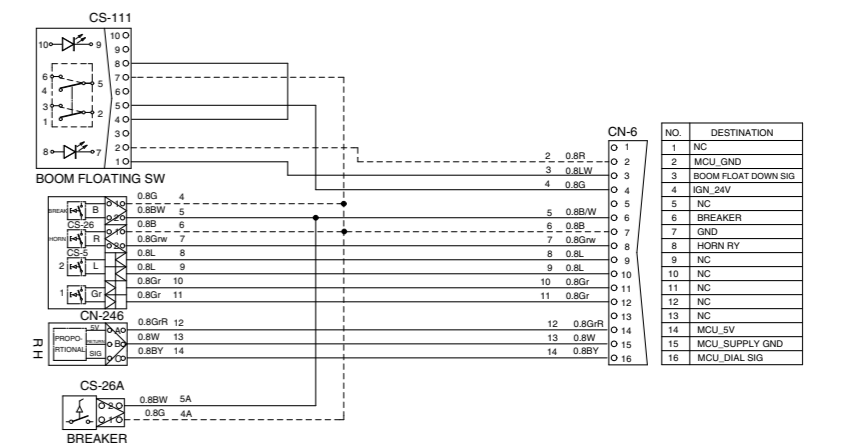 CS-111
10 9
6 5
4
3 2
1
8 7
10
9
8
7
6
5
4
3
2
1
BOOM FLOATING SW
BREAK B
CS-26
HORN R
CS-5
2 L
1 Gr
0.8G 4
0.8BW 5
0.8B 6
0.8Grw 7
0.8L 8
0.8L 9
0.8Gr 10
0.8Gr 11
CN-246
RH
PROPO-
RTIONAL
5V A
RETURN B
SIG
0.8GrR 12
0.8W 13
0.8BY 14
CS-26A
2
1
0.8BW 5A
0.8G 4A
BREAKER
CN-6
2 0.8R
3 0.8LW
4 0.8G
5 0.8B/W
6 0.8B
7 0.8Grw
8 0.8L
9 0.8L
10 0.8Gr
11 0.8Gr
12 0.8GrR
13 0.8W
14 0.8BY
1
2
3
4
5
6
7
8
9
10
11
12
13
14
15
16
NO. DESTINATION
1 NC
2 MCU_GND
3 BOOM FLOAT DOWN SIG
4 IGN_24V
5 NC
6 BREAKER
7 GND
8 HORN RY
9 NC
10 NC
11 NC
12 NC
13 NC
14 MCU_5V
15 MCU_SUPPLY GND
16 MCU_DIAL SIG